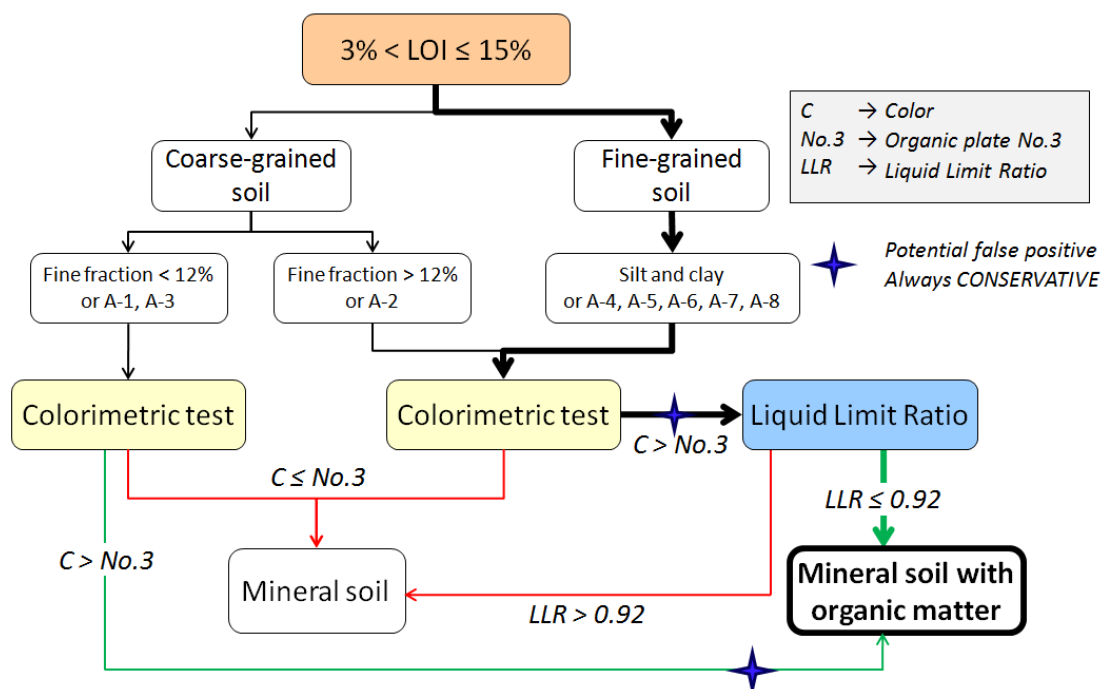 3% < LOI ≤ 15%
C → Color
No.3 → Organic plate No.3
LLR → Liquid Limit Ratio
Coarse-grained
soil
Fine-grained
soil
Potential false positive
Always CONSERVATIVE
Fine fraction < 12%
or A-1, A-3
Fine fraction > 12%
or A-2
Silt and clay
or A-4, A-5, A-6, A-7, A-8
Colorimetric test
Colorimetric test
Liquid Limit Ratio
C > No.3
C ≤ No.3
LLR ≤ 0.92
C > No.3
Mineral soil
Mineral soil with
organic matter
LLR > 0.92